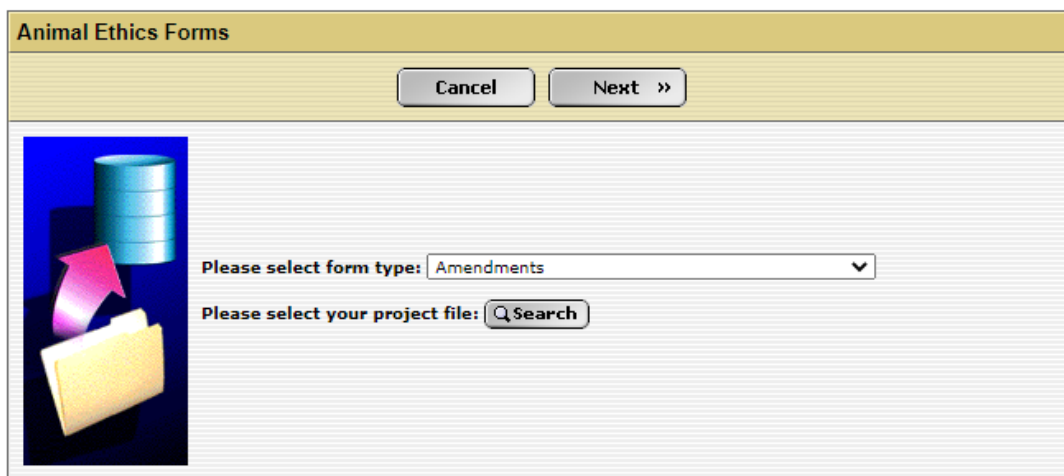 Animal Ethics Forms
Cancel Next »
Please select form type: Amendments
Please select your project file: Search